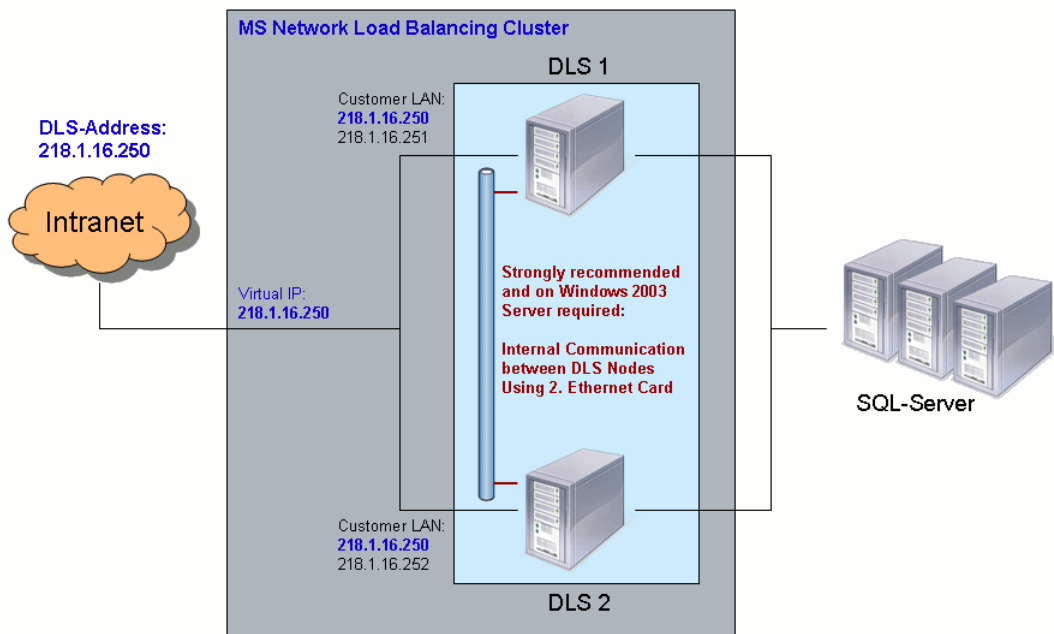 MS Network Load Balancing Cluster
DLS 1
Customer LAN:
218.1.16.250
218.1.16.251
DLS-Address:
218.1.16.250
Intranet
Virtual IP:
218.1.16.250
Strongly recommended
and on Windows 2003
Server required:
Internal Communication
between DLS Nodes
Using 2. Ethernet Card
SQL-Server
Customer LAN:
218.1.16.250
218.1.16.252
DLS 2